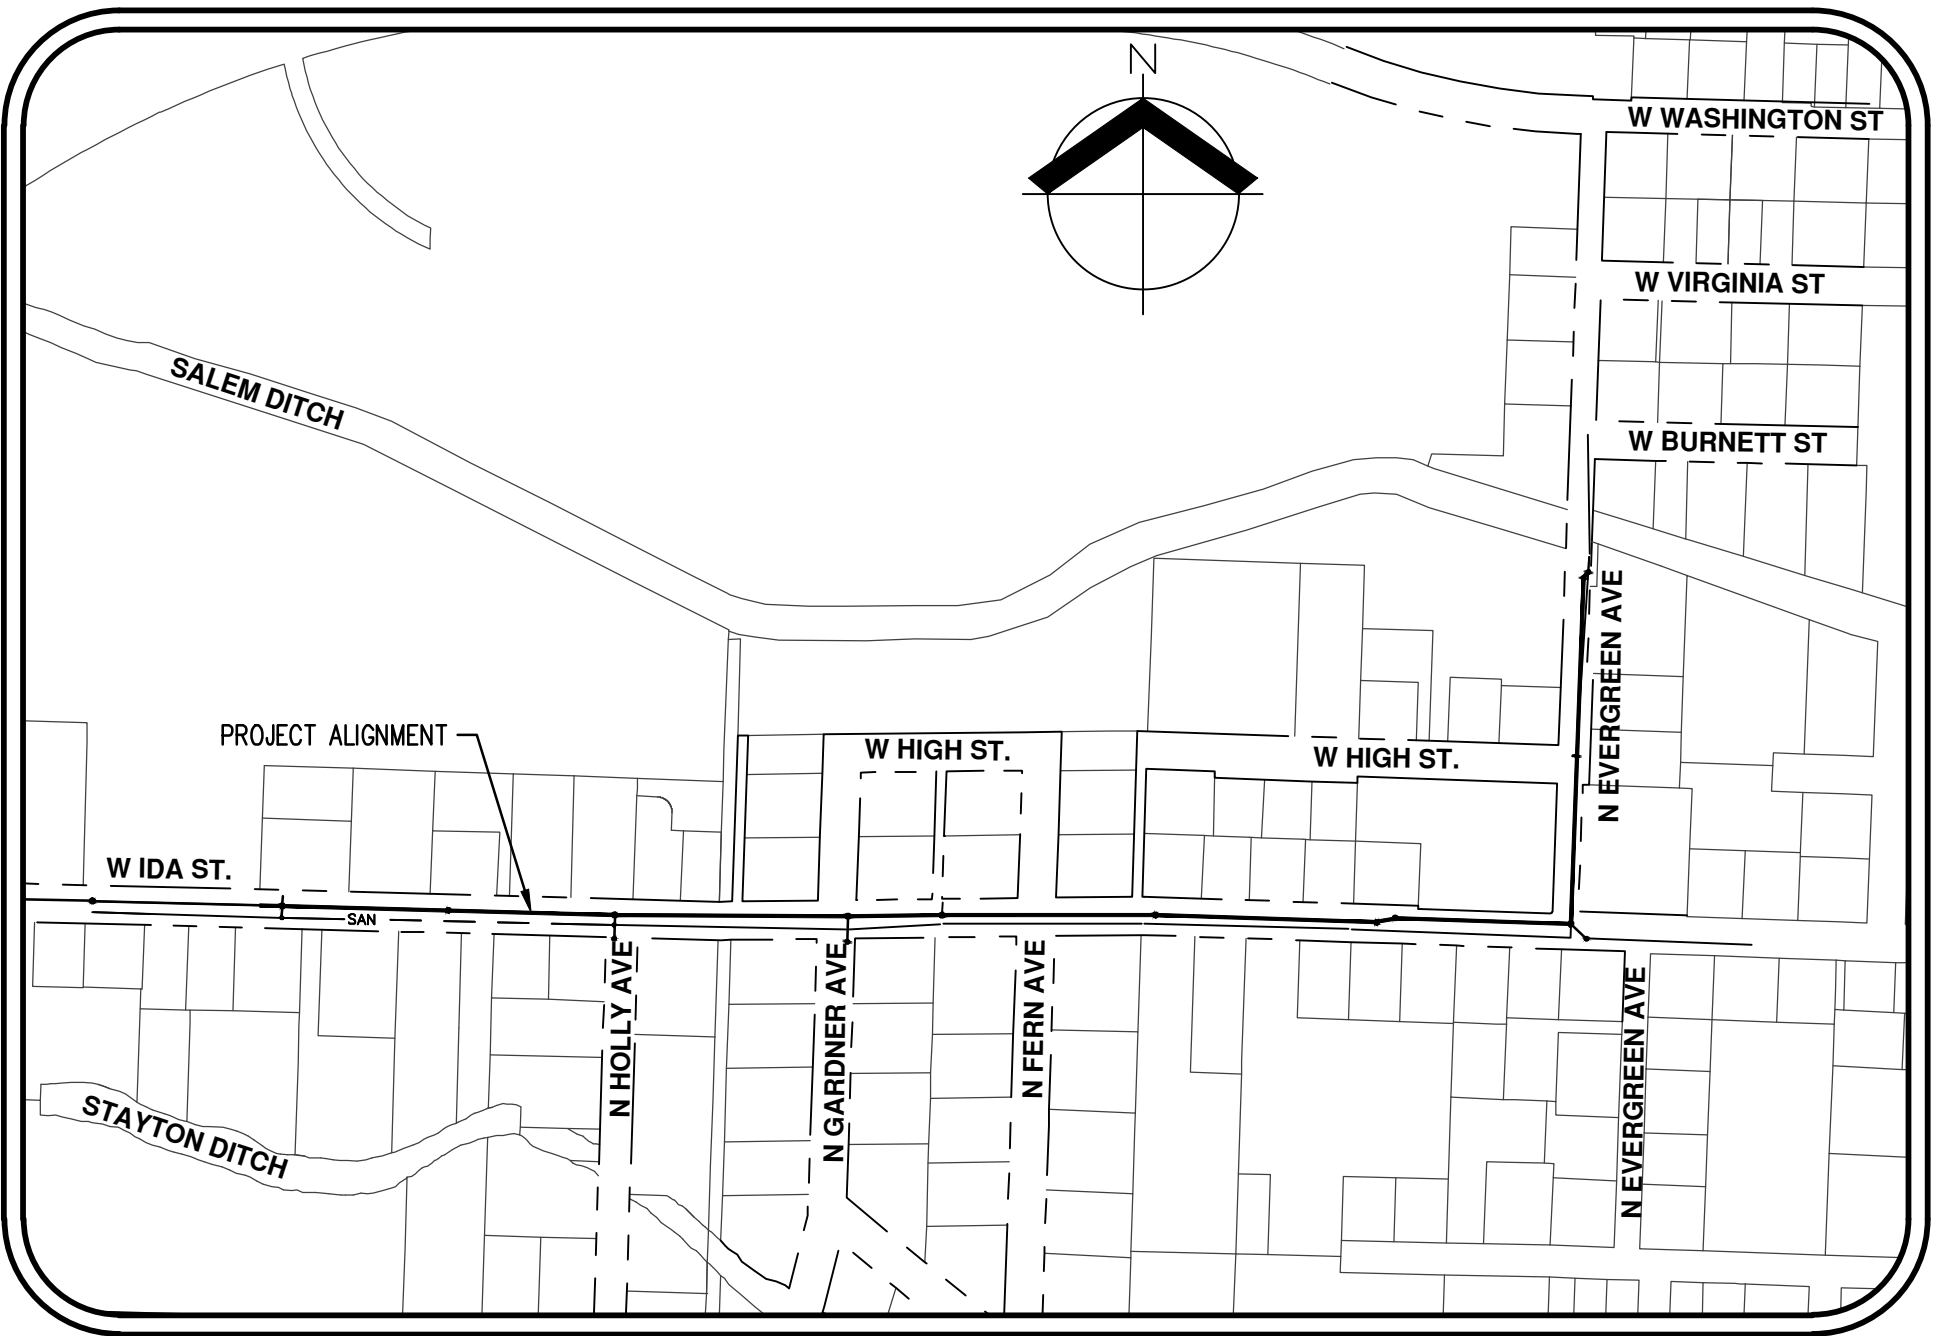 N
W WASHINGTON ST
W VIRGINIA ST
SALEM DITCH
W BURNETT ST
N EVERGREEN AVE
PROJECT ALIGNMENT
W HIGH ST.
W HIGH ST.
W IDA ST.
SAN
N HOLLY AVE
N GARDNER AVE
N FERN AVE
N EVERGREEN AVE
STAYTON DITCH